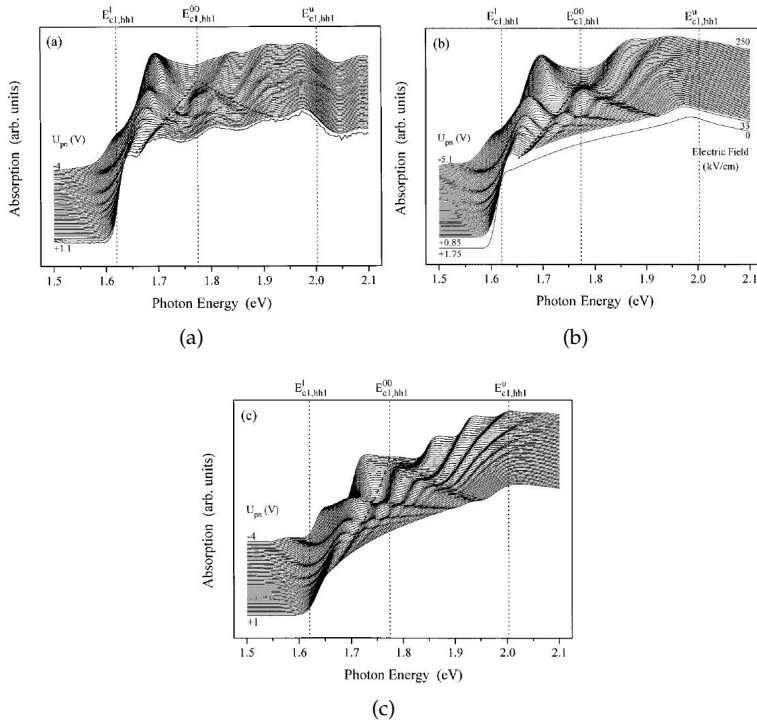 E^l_c1,hh1 E^00_c1,hh1 E^u_c1,hh1
(a)
Absorption (arb. units)
U_pn (V)
-4
+1.1
1.5 1.6 1.7 1.8 1.9 2.0 2.1
Photon Energy (eV)
(a)
E^l_c1,hh1 E^00_c1,hh1 E^u_c1,hh1
(b)
250
Absorption (arb. units)
35
0
U_pn (V)
Electric Field
(kV/cm)
-5.1
+0.85
+1.75
1.5 1.6 1.7 1.8 1.9 2.0 2.1
Photon Energy (eV)
(b)
E^l_c1,hh1 E^00_c1,hh1 E^u_c1,hh1
(c)
Absorption (arb. units)
U_pn (V)
-4
+1
1.5 1.6 1.7 1.8 1.9 2.0 2.1
Photon Energy (eV)
(c)